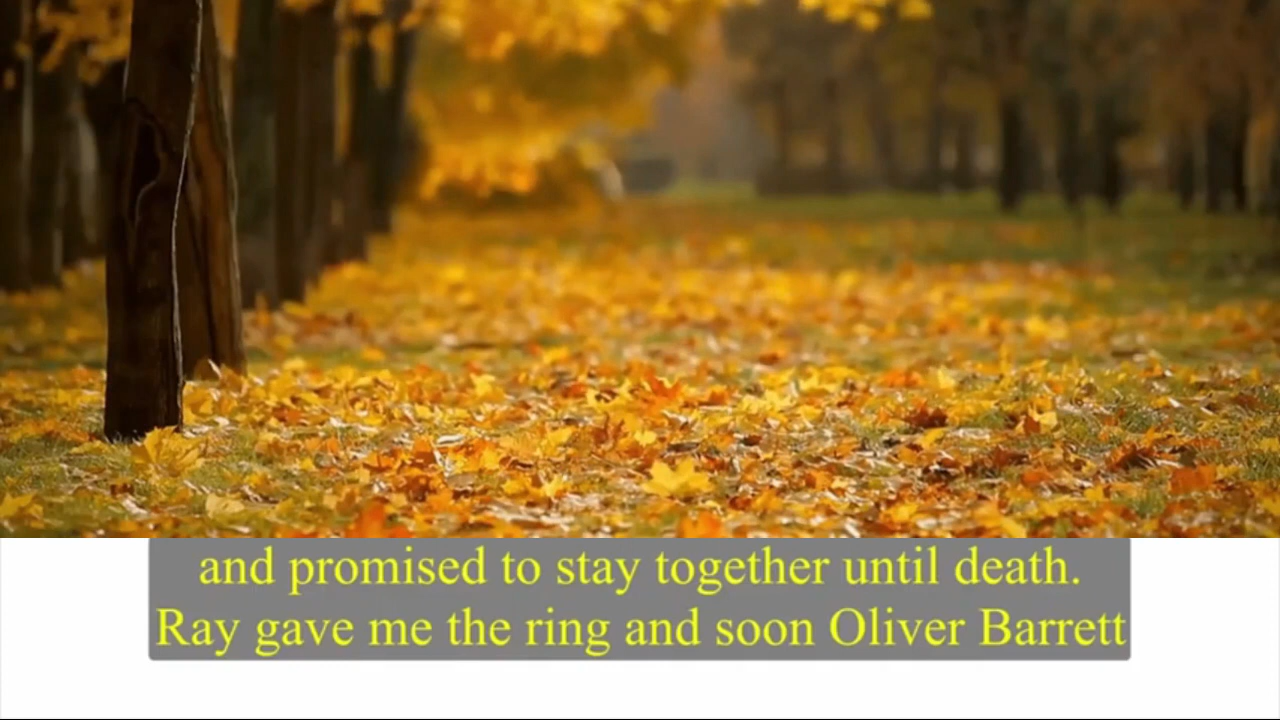 and promised to stay together until death.
Ray gave me the ring and soon Oliver Barrett